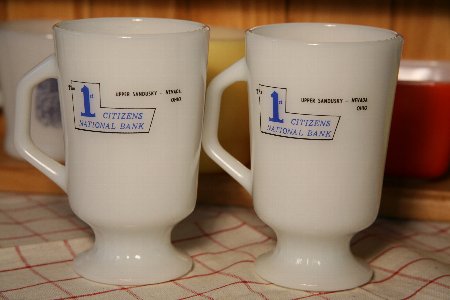 UPPER SANDUSKY - NEVADA
OHIO
The 1st
CITIZENS
NATIONAL BANK
UPPER SANDUSKY - NEVADA
OHIO
The 1st
CITIZENS
NATIONAL BANK